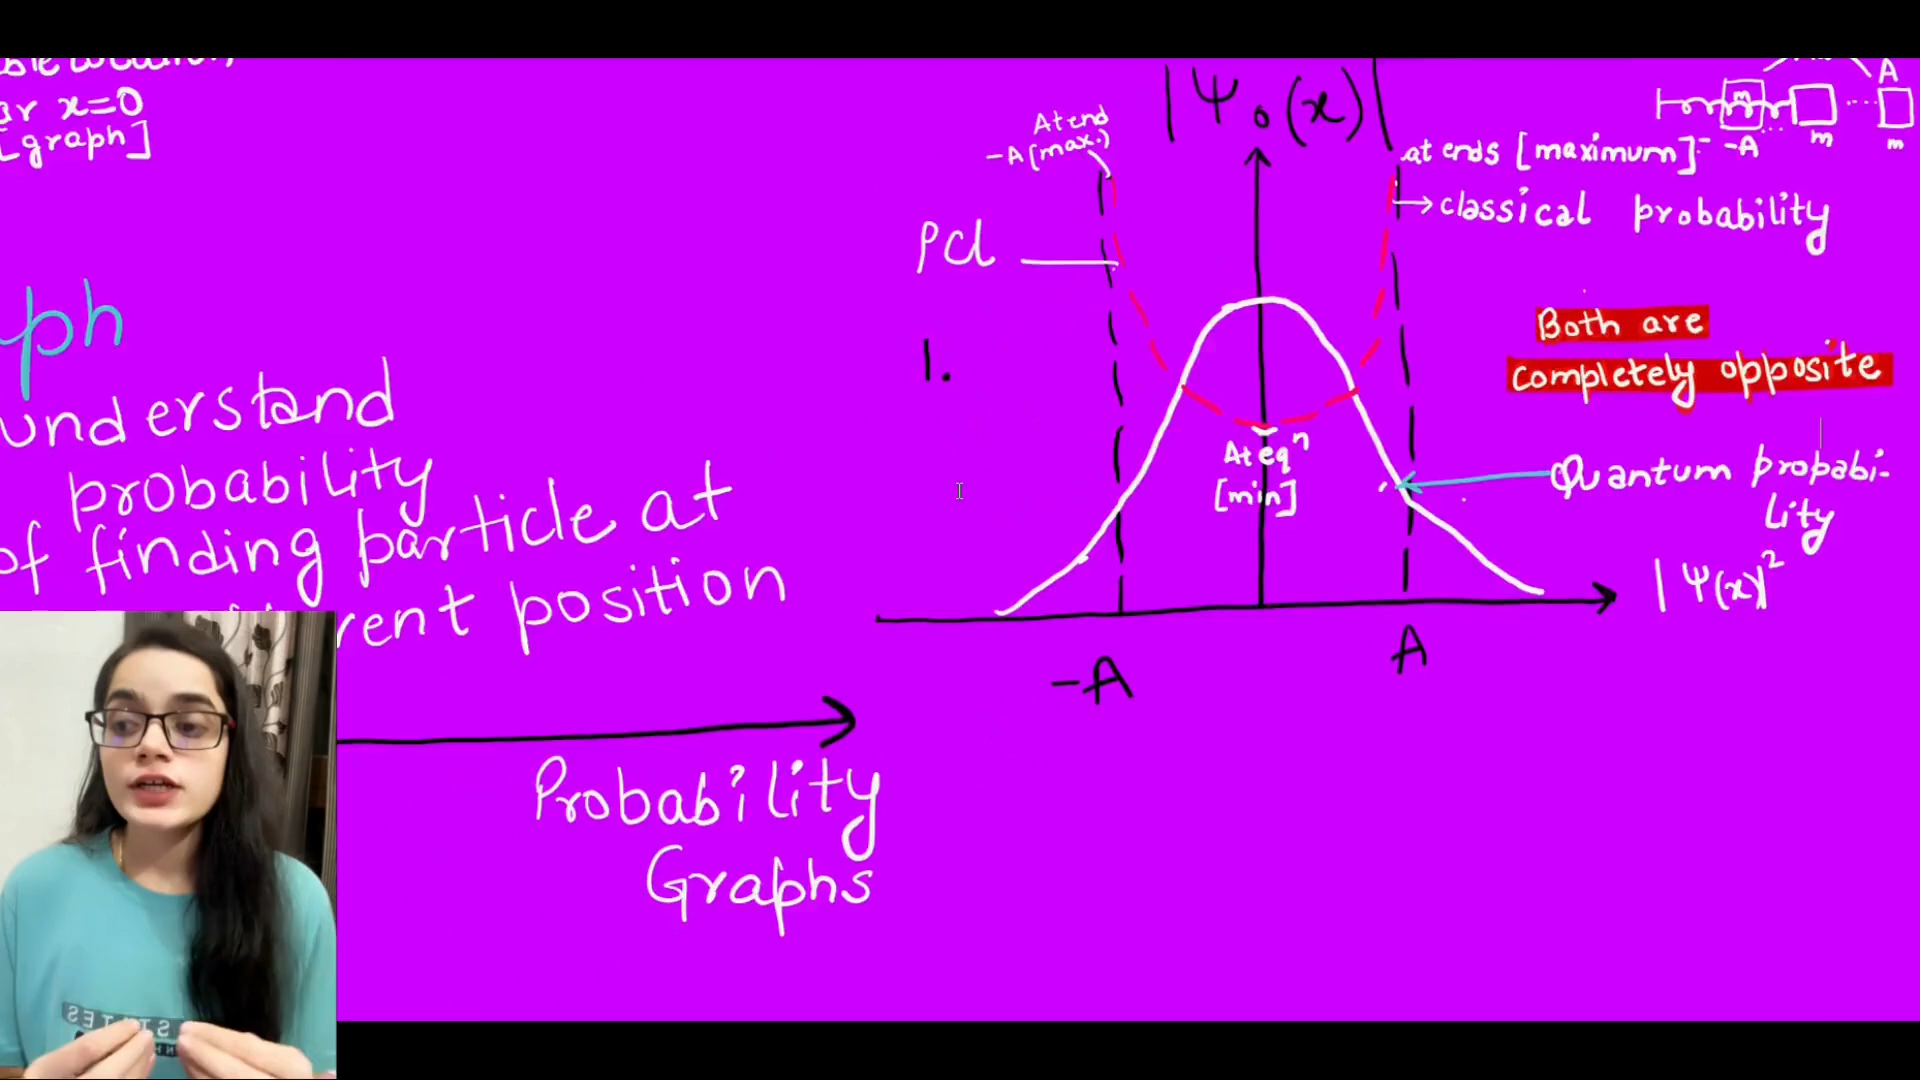 ar x=0
[graph]
ph
understand
probability
of finding particle at
rent position
Probability
Graphs
|Ψ₀(x)|
At end
-A (max.)
PCl
1.
At eqⁿ
[min]
-A
A
A
m
-A
m
m
at ends [maximum]
classical probability
Both are
completely opposite
Quantum probabi-
lity
|Ψ(x)|²